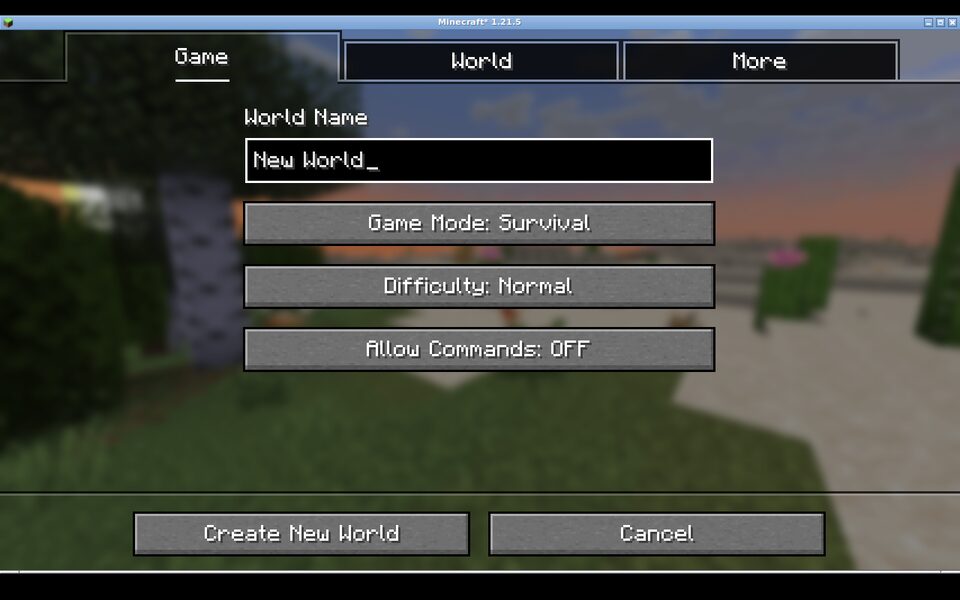 Minecraft* 1.21.5
Game
World
More
World Name
New World_
Game Mode: Survival
Difficulty: Normal
Allow Commands: OFF
Create New World
Cancel